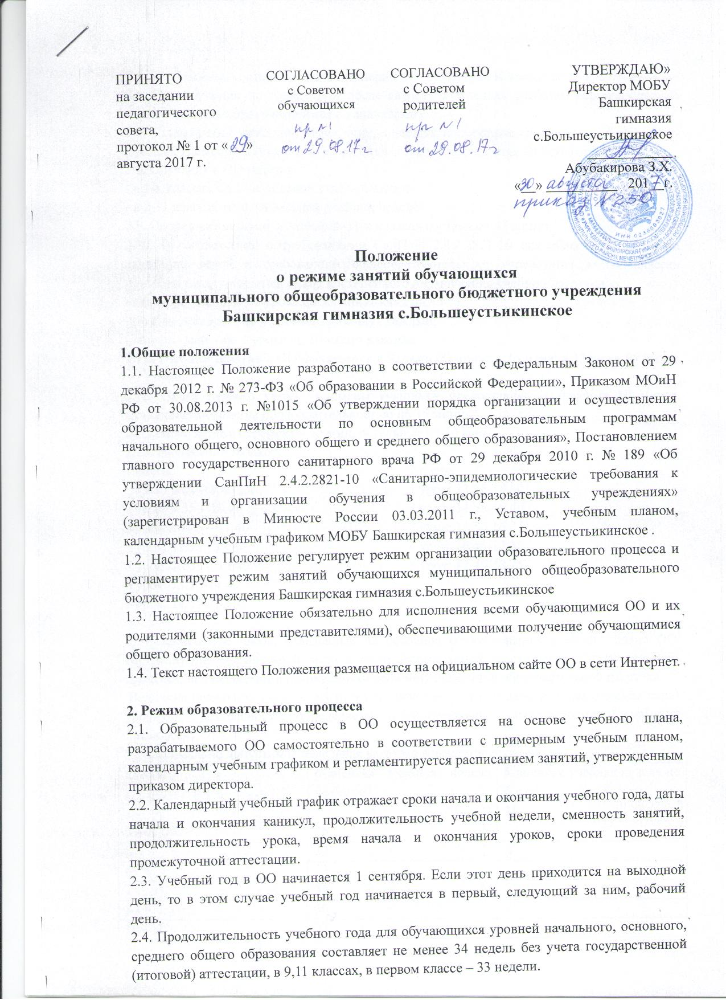 ПРИНЯТО
на заседании
педагогического
совета,
протокол № 1 от «29»
августа 2017 г.
СОГЛАСОВАНО
с Советом
обучающихся
пр №1
от 29.08.17г
СОГЛАСОВАНО
с Советом
родителей
пр №1
от 29.08.17г
УТВЕРЖДАЮ»
Директор МОБУ
Башкирская
гимназия
с.Большеустьикинское
Абубакирова З.Х.
«30» августа 2017 г.
приказ №250
ИНН 0236003027
Положение
о режиме занятий обучающихся
муниципального общеобразовательного бюджетного учреждения
Башкирская гимназия с.Большеустьикинское
1.Общие положения
1.1. Настоящее Положение разработано в соответствии с Федеральным Законом от 29
декабря 2012 г. № 273-ФЗ «Об образовании в Российской Федерации», Приказом МОиН
РФ от 30.08.2013 г. №1015 «Об утверждении порядка организации и осуществления
образовательной деятельности по основным общеобразовательным программам
начального общего, основного общего и среднего общего образования», Постановлением
главного государственного санитарного врача РФ от 29 декабря 2010 г. № 189 «Об
утверждении СанПиН 2.4.2.2821-10 «Санитарно-эпидемиологические требования к
условиям и организации обучения в общеобразовательных учреждениях»
(зарегистрирован в Минюсте России 03.03.2011 г., Уставом, учебным планом,
календарным учебным графиком МОБУ Башкирская гимназия с.Большеустьикинское .
1.2. Настоящее Положение регулирует режим организации образовательного процесса и
регламентирует режим занятий обучающихся муниципального общеобразовательного
бюджетного учреждения Башкирская гимназия с.Большеустьикинское
1.3. Настоящее Положение обязательно для исполнения всеми обучающимися ОО и их
родителями (законными представителями), обеспечивающими получение обучающимися
общего образования.
1.4. Текст настоящего Положения размещается на официальном сайте ОО в сети Интернет.
2. Режим образовательного процесса
2.1. Образовательный процесс в ОО осуществляется на основе учебного плана,
разрабатываемого ОО самостоятельно в соответствии с примерным учебным планом,
календарным учебным графиком и регламентируется расписанием занятий, утвержденным
приказом директора.
2.2. Календарный учебный график отражает сроки начала и окончания учебного года, даты
начала и окончания каникул, продолжительность учебной недели, сменность занятий,
продолжительность урока, время начала и окончания уроков, сроки проведения
промежуточной аттестации.
2.3. Учебный год в ОО начинается 1 сентября. Если этот день приходится на выходной
день, то в этом случае учебный год начинается в первый, следующий за ним, рабочий
день.
2.4. Продолжительность учебного года для обучающихся уровней начального, основного,
среднего общего образования составляет не менее 34 недель без учета государственной
(итоговой) аттестации, в 9,11 классах, в первом классе – 33 недели.